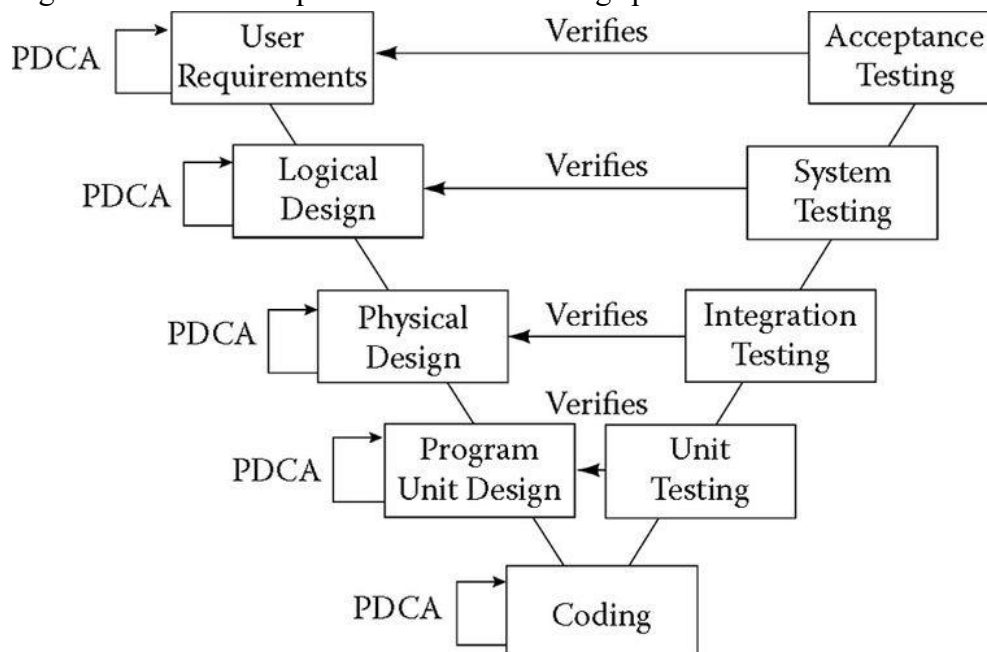 PDCA
User
Requirements
Verifies
Acceptance
Testing
PDCA
Logical
Design
Verifies
System
Testing
PDCA
Physical
Design
Verifies
Integration
Testing
PDCA
Program
Unit Design
Verifies
Unit
Testing
PDCA
Coding